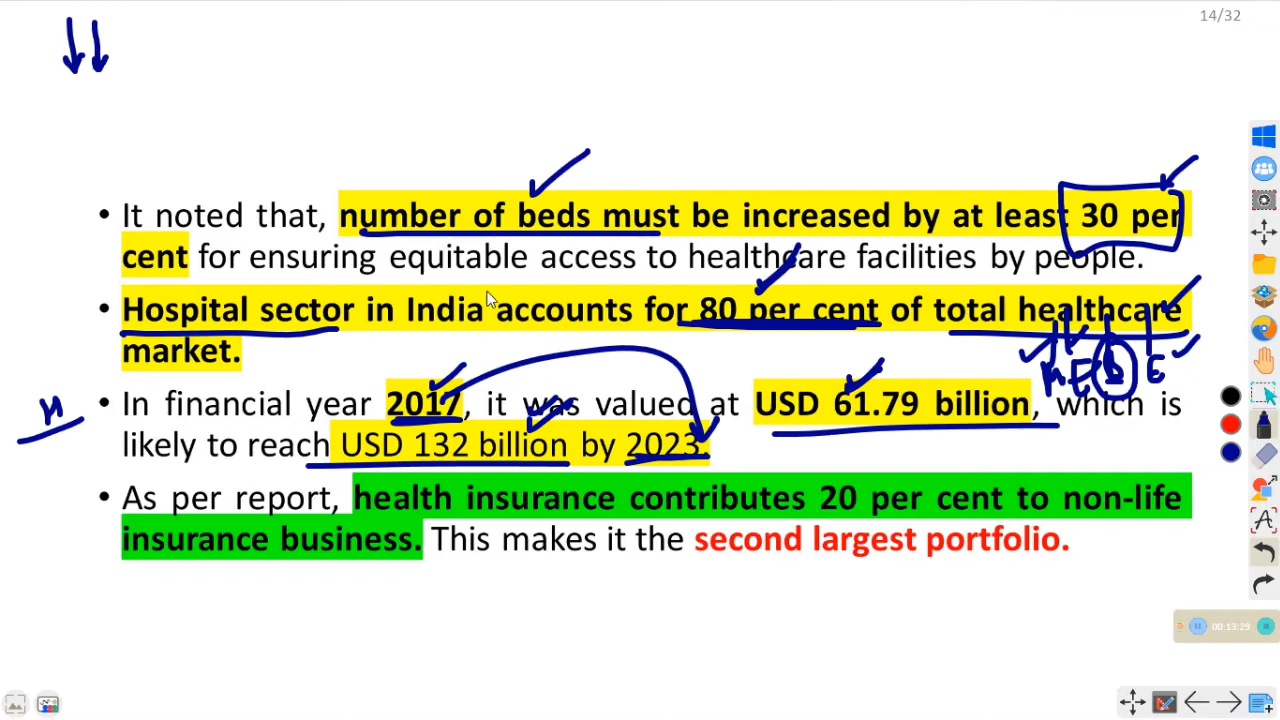 14/32
• It noted that, number of beds must be increased by at least 30 per
cent for ensuring equitable access to healthcare facilities by people.
• Hospital sector in India accounts for 80 per cent of total healthcare
market.
• In financial year 2017, it was valued at USD 61.79 billion, which is
likely to reach USD 132 billion by 2023.
• As per report, health insurance contributes 20 per cent to non-life
insurance business. This makes it the second largest portfolio.
00:13:29